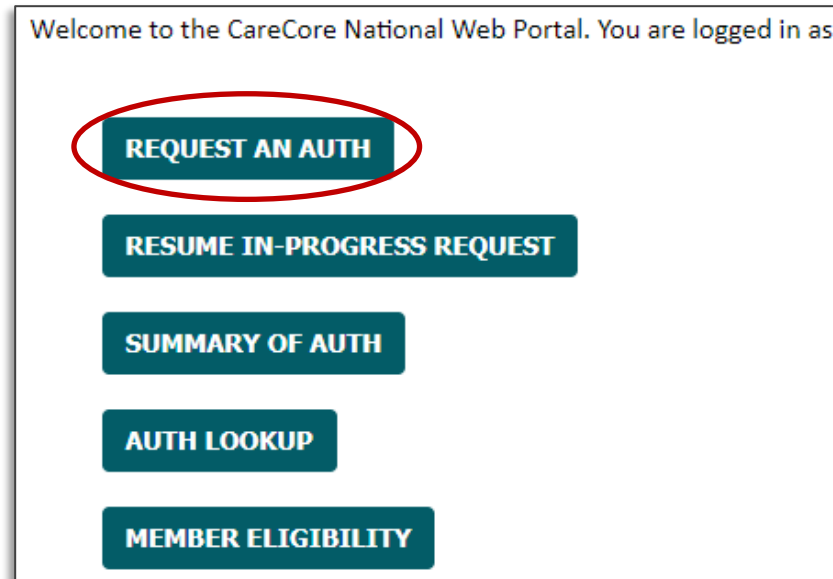 Welcome to the CareCore National Web Portal. You are logged in as
REQUEST AN AUTH
RESUME IN-PROGRESS REQUEST
SUMMARY OF AUTH
AUTH LOOKUP
MEMBER ELIGIBILITY